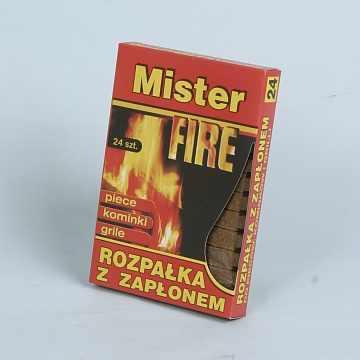 Mister
FIRE
24 szt.
piece
kominki
grile
ROZPAŁKA
Z ZAPŁONEM
ROZPAŁKA Z ZAPŁONEM
24